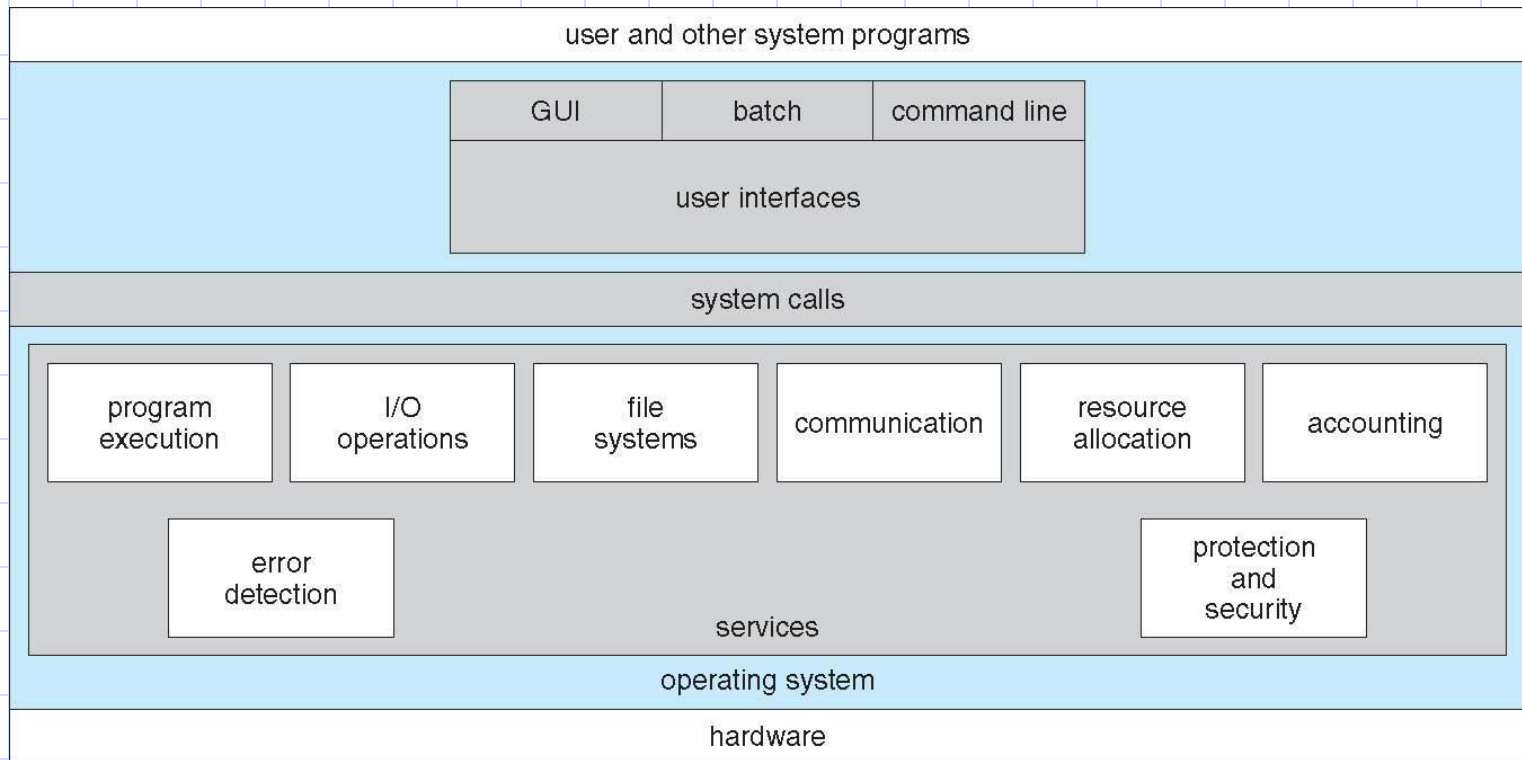 user and other system programs
GUI
batch
command line
user interfaces
system calls
program
execution
I/O
operations
file
systems
communication
resource
allocation
accounting
error
detection
protection
and
security
services
operating system
hardware